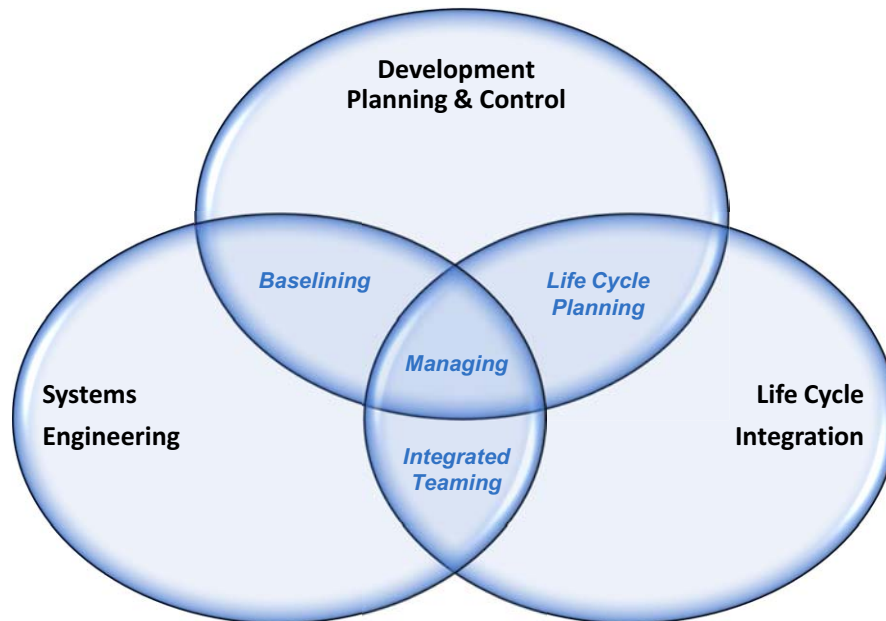 Development
Planning & Control
Baselining
Life Cycle
Planning
Managing
Systems
Engineering
Life Cycle
Integration
Integrated
Teaming